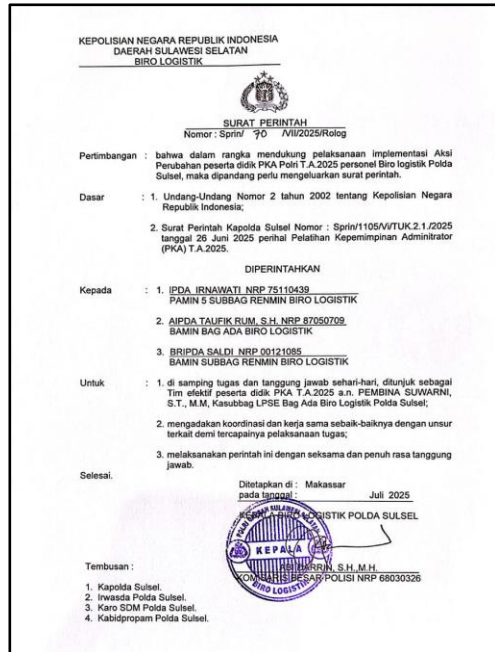 KEPOLISIAN NEGARA REPUBLIK INDONESIA
DAERAH SULAWESI SELATAN
BIRO LOGISTIK
SURAT PERINTAH
Nomor : Sprin/ 70 /VII/2025/Rolog
Pertimbangan : bahwa dalam rangka mendukung pelaksanaan implementasi Aksi
Perubahan peserta didik PKA Polri T.A.2025 personel Biro logistik Polda
Sulsel, maka dipandang perlu mengeluarkan surat perintah.
Dasar : 1. Undang-Undang Nomor 2 tahun 2002 tentang Kepolisian Negara
Republik Indonesia;
2. Surat Perintah Kapolda Sulsel Nomor : Sprin/1105/VI/TUK.2.1./2025
tanggal 26 Juni 2025 perihal Pelatihan Kepemimpinan Adminitrator
(PKA) T.A.2025.
DIPERINTAHKAN
Kepada : 1. IPDA IRNAWATI NRP 75110439
PAMIN 5 SUBBAG RENMIN BIRO LOGISTIK
2. AIPDA TAUFIK RUM, S.H. NRP 87050709
BAMIN BAG ADA BIRO LOGISTIK
3. BRIPDA SALDI NRP 00121085
BAMIN SUBBAG RENMIN BIRO LOGISTIK
Untuk : 1. di samping tugas dan tanggung jawab sehari-hari, ditunjuk sebagai
Tim efektif peserta didik PKA T.A.2025 a.n. PEMBINA SUWARNI,
S.T., M.M, Kasubbag LPSE Bag Ada Biro Logistik Polda Sulsel;
2. mengadakan koordinasi dan kerja sama sebaik-baiknya dengan unsur
terkait demi tercapainya pelaksanaan tugas;
3. melaksanakan perintah ini dengan seksama dan penuh rasa tanggung
jawab.
Selesai.
Ditetapkan di : Makassar
pada tanggal : Juli 2025
KEPALA BIRO LOGISTIK POLDA SULSEL
KEPALA
BIRO LOGISTIK
DARRIN, S.H.,M.H.
KOMISARIS BESAR POLISI NRP 68030326
Tembusan :
1. Kapolda Sulsel.
2. Irwasda Polda Sulsel.
3. Karo SDM Polda Sulsel.
4. Kabidpropam Polda Sulsel.